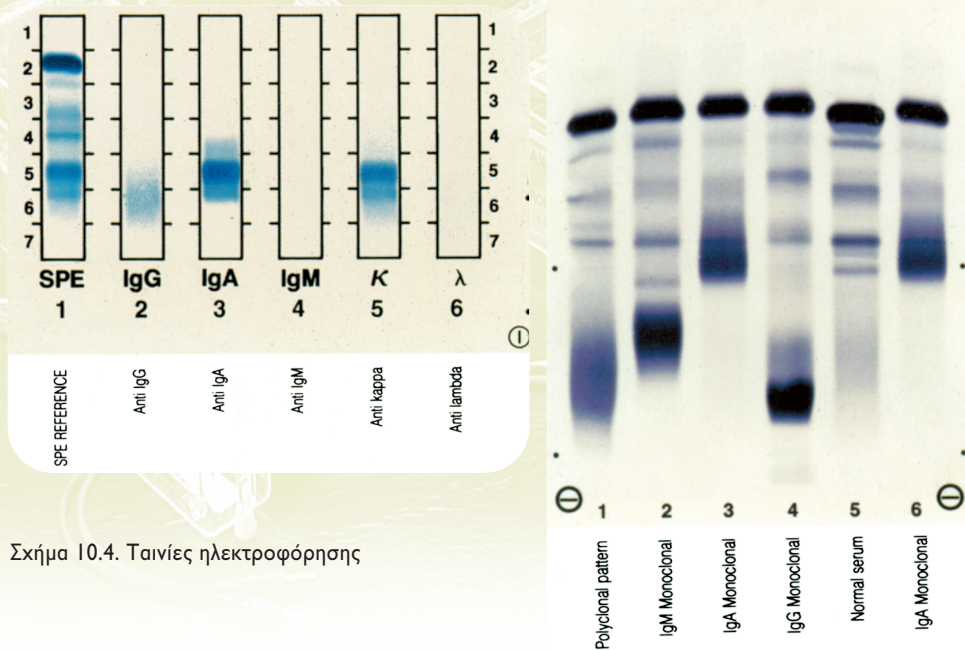 1
2
3
4
5
6
7
1
2
3
4
5
6
7
SPE IgG IgA IgM K λ
1 2 3 4 5 6
SPE REFERENCE
Anti IgG
Anti IgA
Anti IgM
Anti kappa
Anti lambda
Σχήμα 10.4. Ταινίες ηλεκτροφόρησης
1 2 3 4 5 6
Polyclonal pattern
IgM Monoclonal
IgA Monoclonal
IgG Monoclonal
Normal serum
IgA Monoclonal